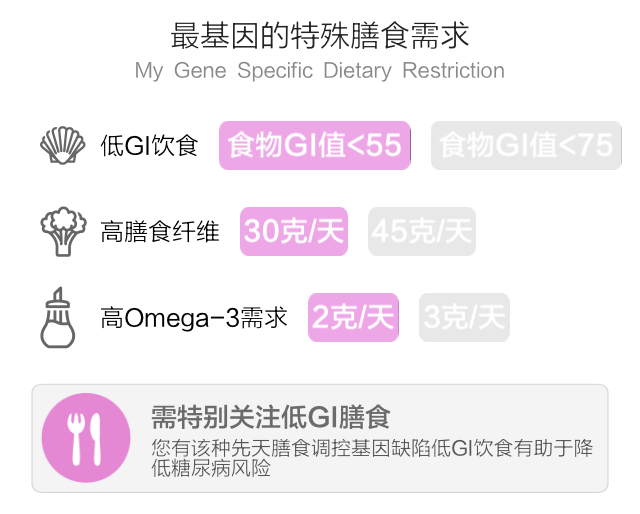 最基因的特殊膳食需求
My Gene Specific Dietary Restriction
低GI饮食 食物GI值<55 食物GI值<75
高膳食纤维 30克/天 45克/天
高Omega-3需求 2克/天 3克/天
需特别关注低GI膳食
您有该种先天膳食调控基因缺陷低GI饮食有助于降
低糖尿病风险